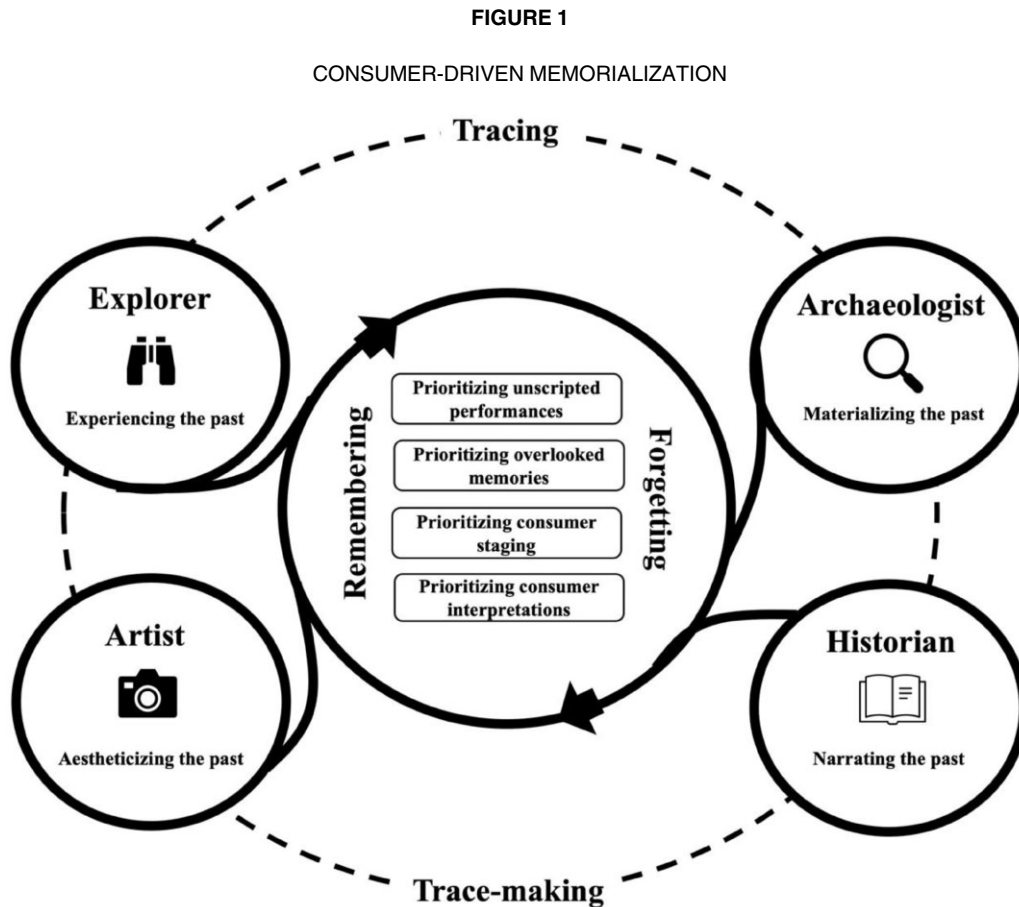 FIGURE 1
CONSUMER-DRIVEN MEMORIALIZATION
Tracing
Explorer
Experiencing the past
Archaeologist
Materializing the past
Remembering
Prioritizing unscripted
performances
Prioritizing overlooked
memories
Prioritizing consumer
staging
Prioritizing consumer
interpretations
Forgetting
Artist
Aestheticizing the past
Historian
Narrating the past
Trace-making